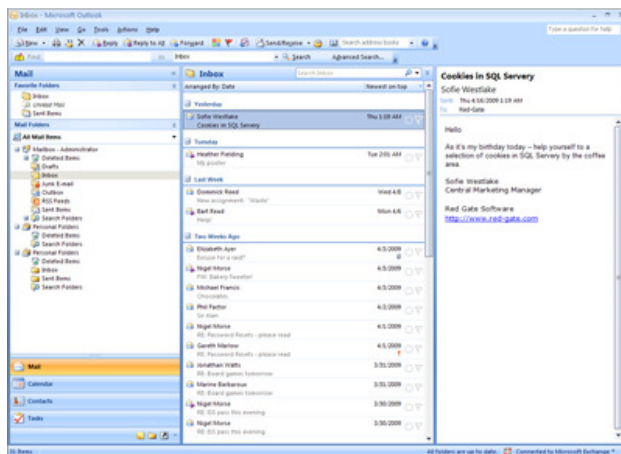 Inbox - Microsoft Outlook
File Edit View Go Tools Actions Help
Type a question for help
New Reply Reply to All Forward Send/Receive Search address books
Find Inbox Search Advanced Search...
Mail
Favorite Folders
Inbox
Unread Mail
Sent Items
Mail Folders
All Mail Items
Mailbox - Administrator
Deleted Items
Drafts
Inbox
Junk E-mail
Outbox
RSS Feeds
Sent Items
Search Folders
Personal Folders
Deleted Items
Search Folders
Personal Folders
Deleted Items
Inbox
Sent Items
Search Folders
Mail
Calendar
Contacts
Tasks
Inbox
Search Inbox
Arranged By: Date Newest on top
Yesterday
Sofie Westlake Thu 1:19 AM
Cookies in SQL Servery
Tuesday
Heather Fielding Tue 2:01 AM
My poster
Last Week
Dominick Reed Wed 4/8
New assignment: "Waste"
Bart Read Mon 4/6
Help!
Two Weeks Ago
Elizabeth Ayer 4/3/2009
Excuse for a raid?
Nigel Morse 4/3/2009
FW: Bakery Tweeter!
Michael Francis 4/3/2009
Chocolates
Phil Factor 4/2/2009
Sir Alan
Nigel Morse 4/1/2009
RE: Password Resets - please read
Gareth Marlow 4/1/2009
RE: Password Resets - please read
Jonathan Watts 3/31/2009
RE: Board games tomorrow
Marine Barbaroux 3/31/2009
RE: Board games tomorrow
Nigel Morse 3/30/2009
RE: ISS pass this evening
Nigel Morse 3/30/2009
RE: ISS pass this evening
Cookies in SQL Servery
Sofie Westlake
Sent: Thu 4/16/2009 1:19 AM
To: Red-Gate
Hello
As it's my birthday today – help yourself to a
selection of cookies in SQL Servery by the coffee
area.
Sofie Westlake
Central Marketing Manager
Red Gate Software
http://www.red-gate.com
Items
All folders are up to date. Connected to Microsoft Exchange